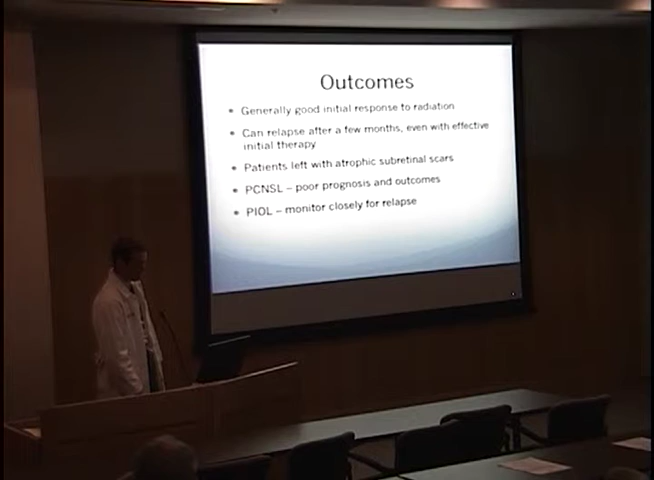 Outcomes
• Generally good initial response to radiation
• Can relapse after a few months, even with effective
initial therapy
• Patients left with atrophic subretinal scars
• PCNSL – poor prognosis and outcomes
• PIOL – monitor closely for relapse